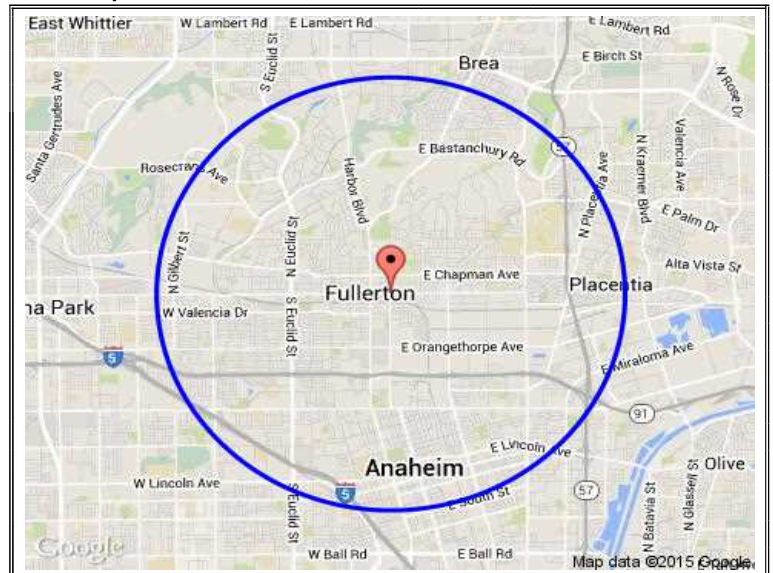 East Whittier
W Lambert Rd
E Lambert Rd
E Lambert Rd
S Euclid St
Brea
E Birch St
N Rose Dr
Santa Gertrudes Ave
Rosecrans Ave
Harbor Blvd
E Bastanchury Rd
57
N Placentia Ave
N Kraemer Blvd
Valencia Ave
E Palm Dr
N Gilbert St
N Euclid St
E Chapman Ave
Alta Vista St
Fullerton
Placentia
na Park
W Valencia Dr
S Euclid St
E Orangethorpe Ave
E Miraloma Ave
5
91
E Lincoln Ave
Anaheim
Olive
W Lincoln Ave
5
E South St
57
S Euclid St
N Batavia St
N Glassell St
Google
W Ball Rd
E Ball Rd
Map data ©2015 Google